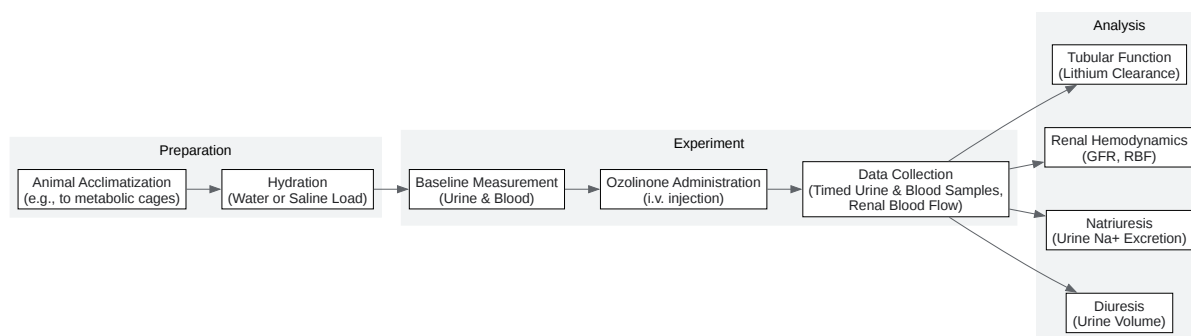 Preparation
Animal Acclimatization
(e.g., to metabolic cages)
Hydration
(Water or Saline Load)
Experiment
Baseline Measurement
(Urine & Blood)
Ozolinone Administration
(i.v. injection)
Data Collection
(Timed Urine & Blood Samples,
Renal Blood Flow)
Analysis
Tubular Function
(Lithium Clearance)
Renal Hemodynamics
(GFR, RBF)
Natriuresis
(Urine Na+ Excretion)
Diuresis
(Urine Volume)